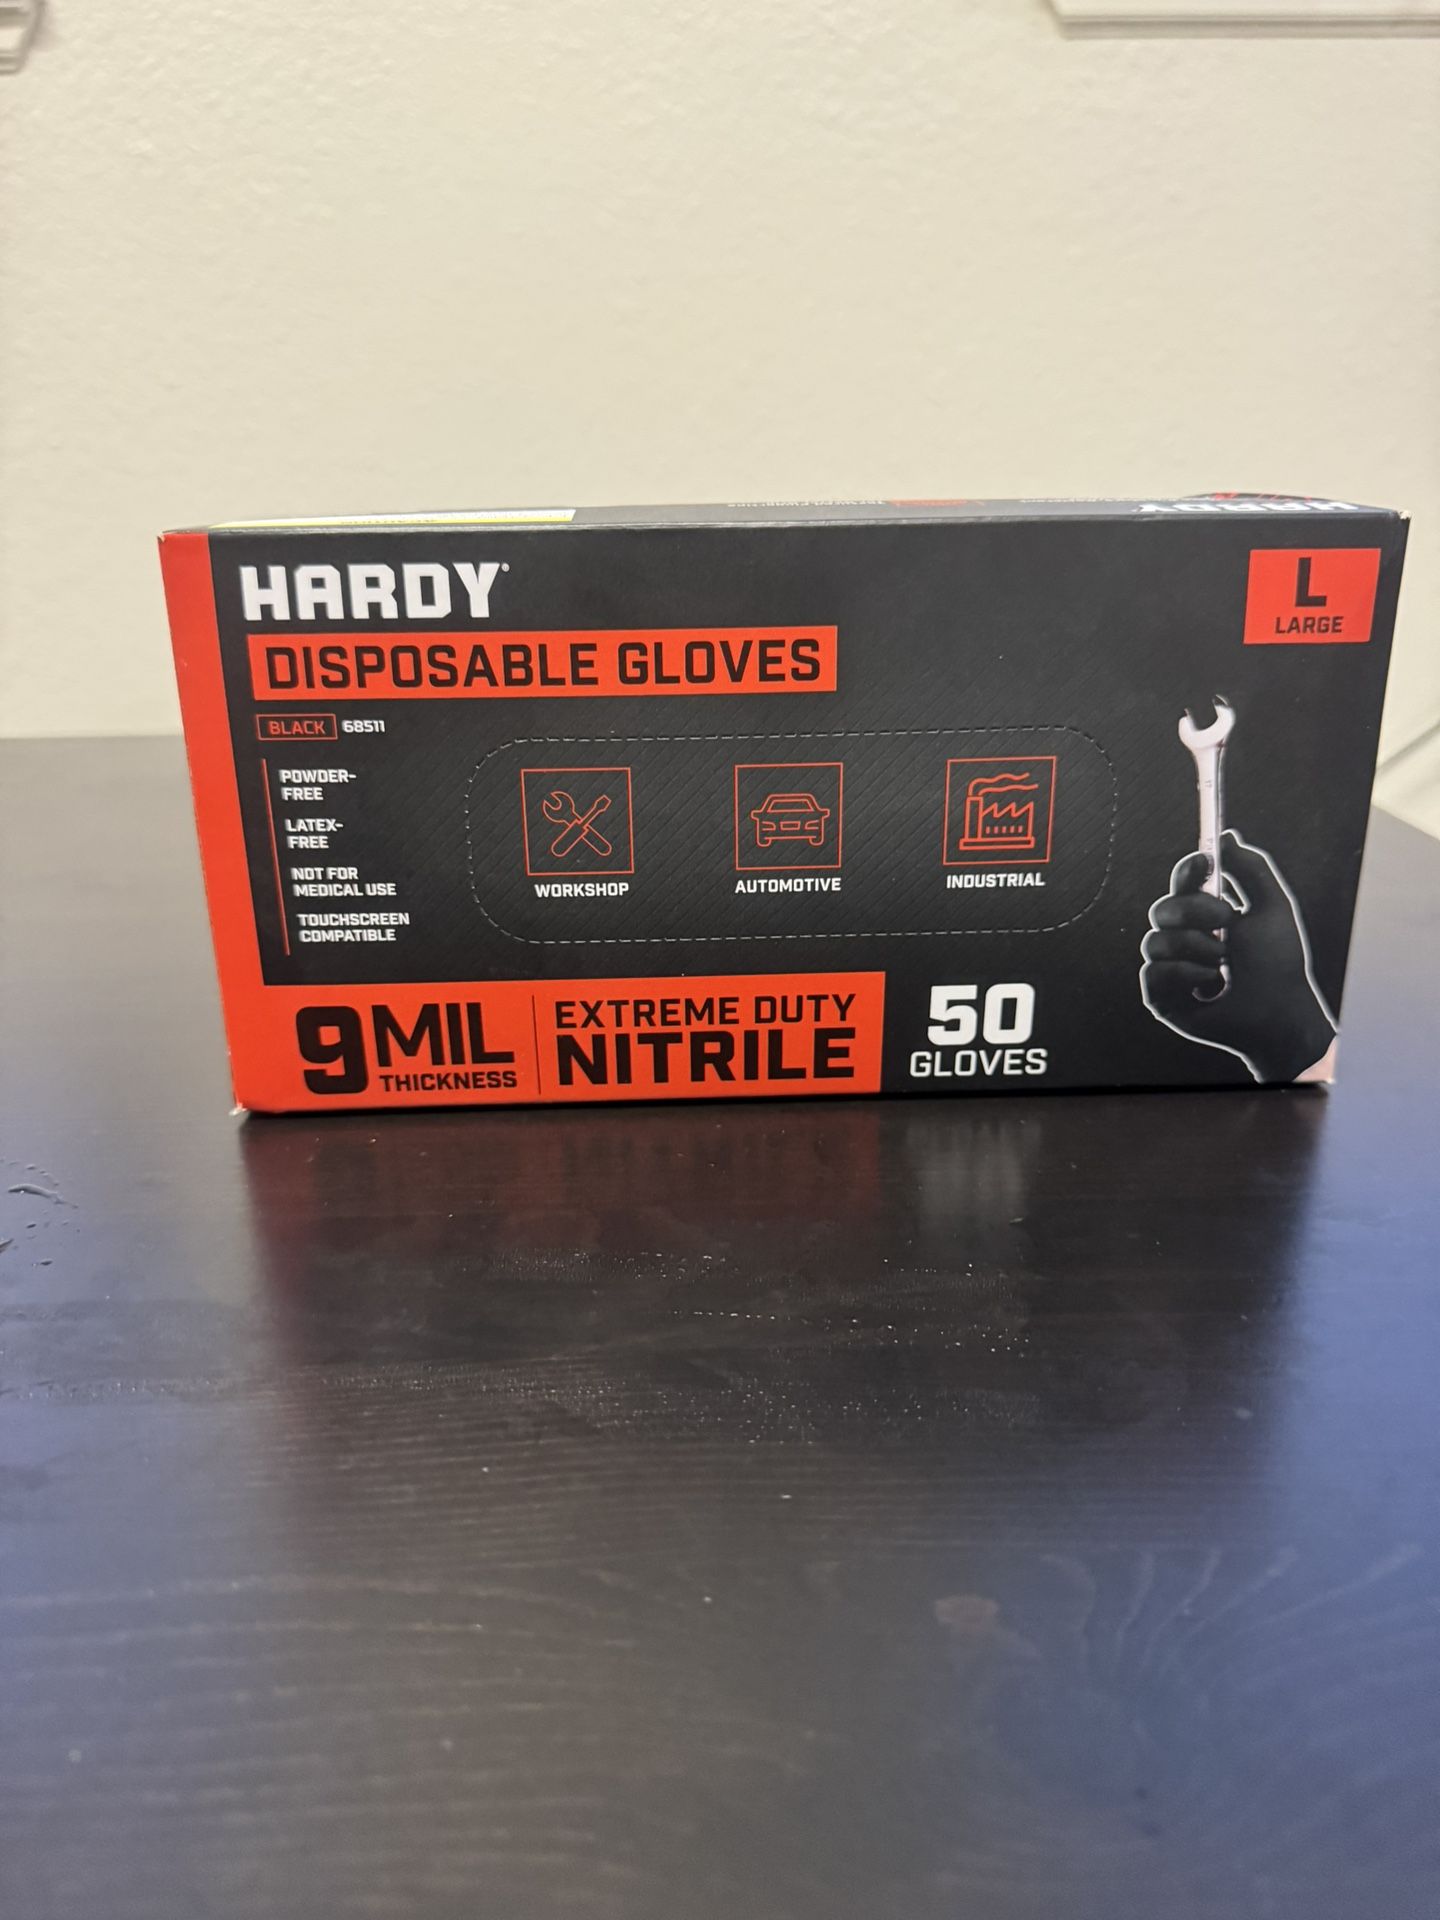 HARDY
HARDY®
L
LARGE
DISPOSABLE GLOVES
BLACK 68511
POWDER-
FREE
LATEX-
FREE
NOT FOR
MEDICAL USE
TOUCHSCREEN
COMPATIBLE
WORKSHOP
AUTOMOTIVE
INDUSTRIAL
9 MIL
THICKNESS
EXTREME DUTY
NITRILE
50
GLOVES